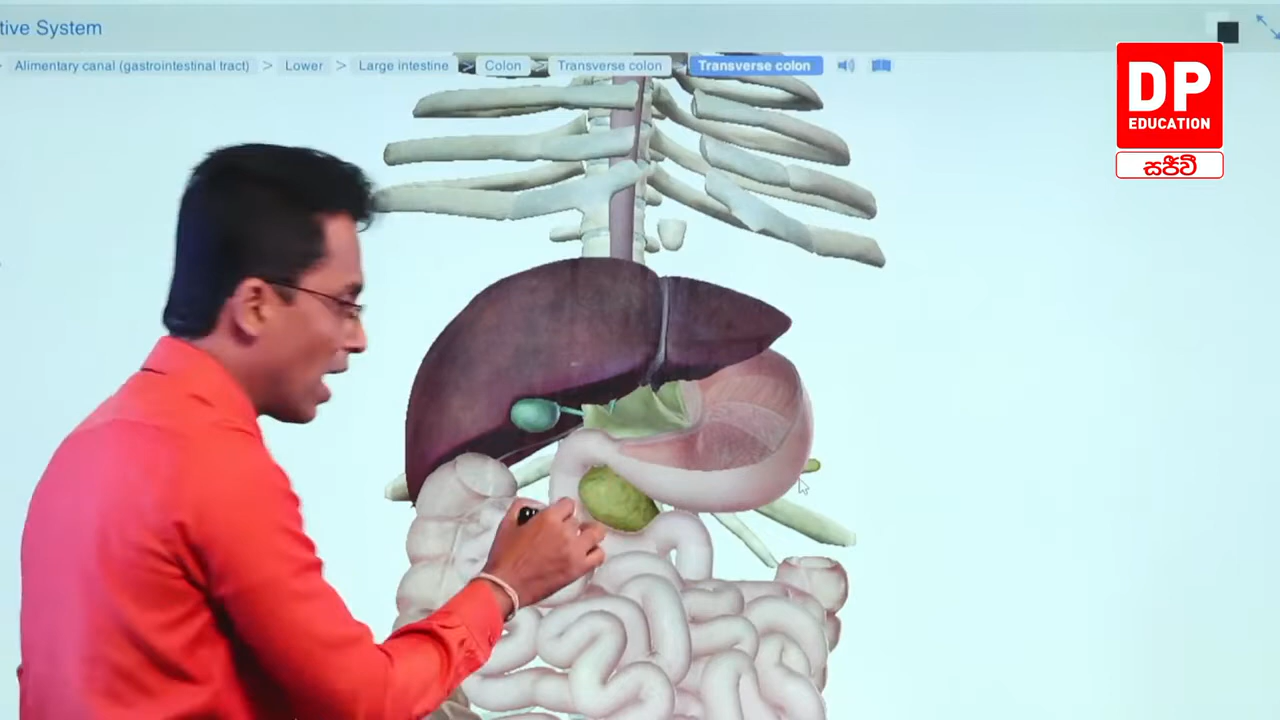 tive System
Alimentary canal (gastrointestinal tract) > Lower > Large intestine > Colon > Transverse colon > Transverse colon
DP
EDUCATION
සජීවී